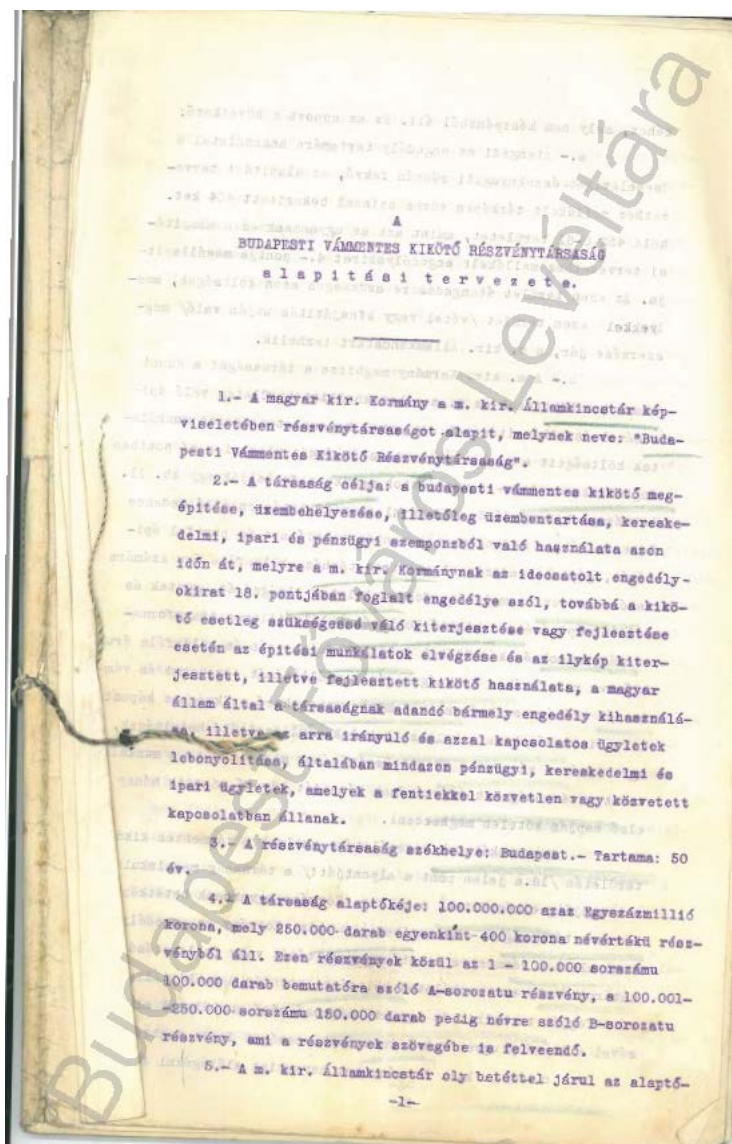 A
BUDAPESTI VÁMMENTES KIKÖTŐ RÉSZVÉNYTÁRSASÁG
alapitási tervezete.
1.- A magyar kir. Kormány a m. kir. Államkincstár kép-
viseletében részvénytársaságot alapit, melynek neve: "Buda-
pesti Vámmentes Kikötő Részvénytársaság".
2.- A társaság célja: a budapesti vámmentes kikötő meg-
épitése, üzembehelyezése, illetőleg üzembentartása, kereske-
delmi, ipari és pénzügyi szemponzból való használata azon
időn át, melyre a m. kir. Kormánynak az idecsatolt engedély-
okirat 18. pontjában foglalt engedélye szól, továbbá a kikö-
tő esetleg szükségessé váló kiterjesztése vagy fejlesztése
esetén az épitési munkálatok elvégzése és az ilykép kiter-
jesztett, illetve fejlesztett kikötő használata, a magyar
állam által a társaságnak adandó bármely engedély kihasználá-
sa, illetve az arra irányuló és azzal kapcsolatos ügyletek
lebonyolitása, általában mindazon pénzügyi, kereskedelmi és
ipari ügyletek, amelyek a fentiekkel közvetlen vagy közvetett
kapcsolatban állanak.
3.- A részvénytársaság székhelye: Budapest.- Tartama: 50
év.
4.- A társaság alaptőkéje: 100.000.000 azaz Egyszázmillió
korona, mely 250.000 darab egyenkint 400 korona névértékü rész-
vényből áll. Ezen részvények közül az 1 - 100.000 sorszámu
100.000 darab bemutatóra szóló A-sorozatu részvény, a 100.001-
-250.000 sorszámu 150.000 darab pedig névre szóló B-sorozatu
részvény, ami a részvények szövegébe is felveendő.
5.- A m. kir. Államkincstár oly betéttel járul az alaptő-
-1-
Budapest Főváros Levéltára